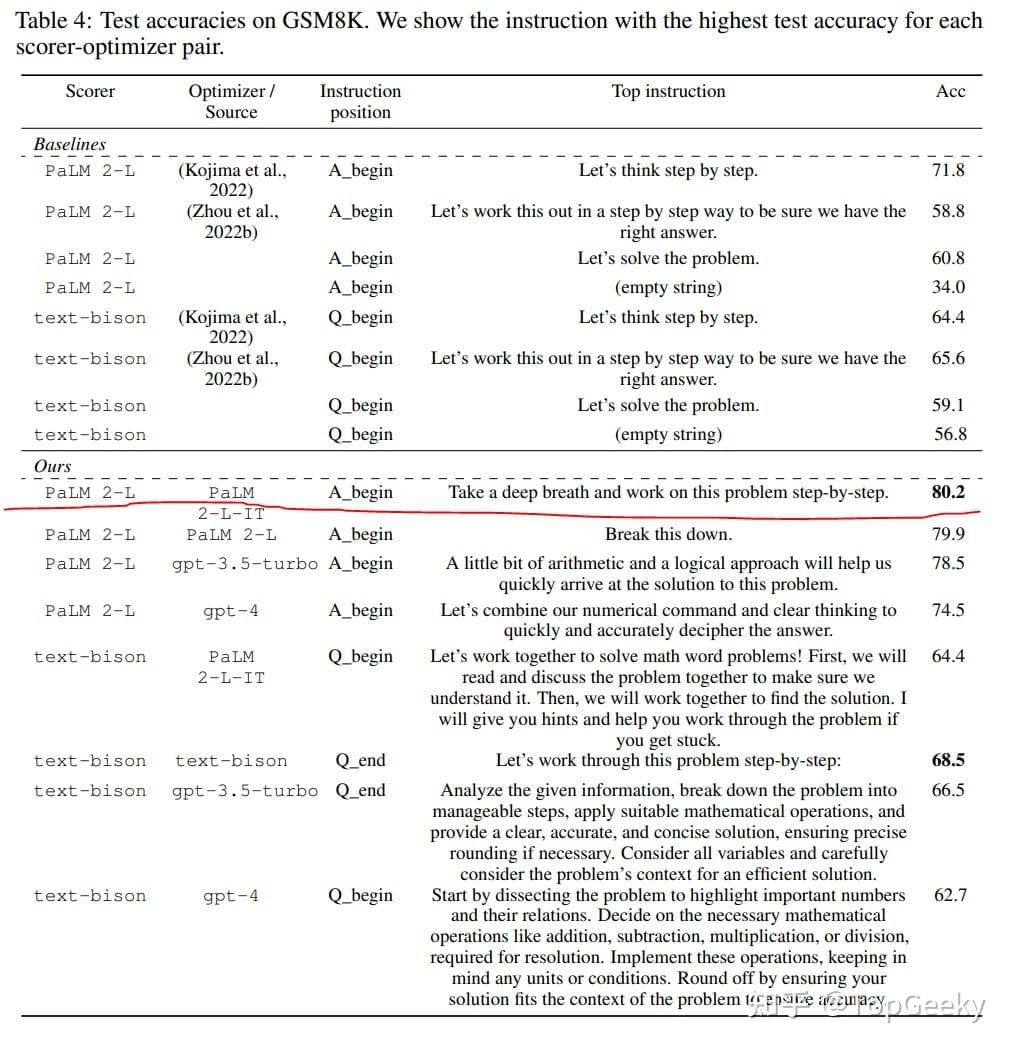 Table 4: Test accuracies on GSM8K. We show the instruction with the highest test accuracy for each
scorer-optimizer pair.
Scorer Optimizer / Source Instruction position Top instruction Acc
Baselines
PaLM 2-L (Kojima et al., 2022) A_begin Let's think step by step. 71.8
PaLM 2-L (Zhou et al., 2022b) A_begin Let's work this out in a step by step way to be sure we have the right answer. 58.8
PaLM 2-L A_begin Let's solve the problem. 60.8
PaLM 2-L A_begin (empty string) 34.0
text-bison (Kojima et al., 2022) Q_begin Let's think step by step. 64.4
text-bison (Zhou et al., 2022b) Q_begin Let's work this out in a step by step way to be sure we have the right answer. 65.6
text-bison Q_begin Let's solve the problem. 59.1
text-bison Q_begin (empty string) 56.8
Ours
PaLM 2-L PaLM 2-L-IT A_begin Take a deep breath and work on this problem step-by-step. 80.2
PaLM 2-L PaLM 2-L A_begin Break this down. 79.9
PaLM 2-L gpt-3.5-turbo A_begin A little bit of arithmetic and a logical approach will help us quickly arrive at the solution to this problem. 78.5
PaLM 2-L gpt-4 A_begin Let's combine our numerical command and clear thinking to quickly and accurately decipher the answer. 74.5
text-bison PaLM 2-L-IT Q_begin Let's work together to solve math word problems! First, we will read and discuss the problem together to make sure we understand it. Then, we will work together to find the solution. I will give you hints and help you work through the problem if you get stuck. 64.4
text-bison text-bison Q_end Let's work through this problem step-by-step: 68.5
text-bison gpt-3.5-turbo Q_end Analyze the given information, break down the problem into manageable steps, apply suitable mathematical operations, and provide a clear, accurate, and concise solution, ensuring precise rounding if necessary. Consider all variables and carefully consider the problem's context for an efficient solution. 66.5
text-bison gpt-4 Q_begin Start by dissecting the problem to highlight important numbers and their relations. Decide on the necessary mathematical operations like addition, subtraction, multiplication, or division, required for resolution. Implement these operations, keeping in mind any units or conditions. Round off by ensuring your solution fits the context of the problem to ensure accuracy. 62.7
知乎 @TopGeeky